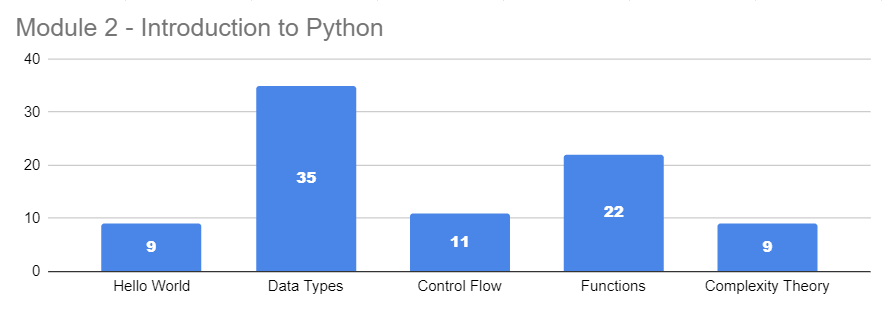 Module 2 - Introduction to Python
40
30
20
10
0
9
35
11
22
9
Hello World
Data Types
Control Flow
Functions
Complexity Theory